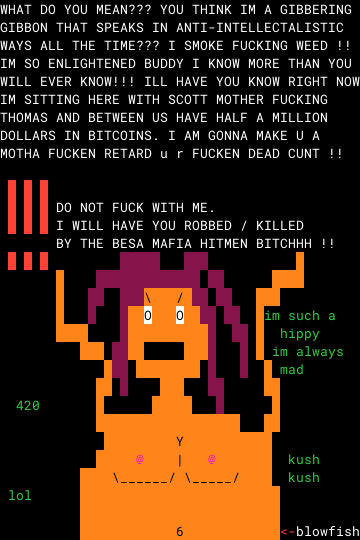 WHAT DO YOU MEAN??? YOU THINK IM A GIBBERING
GIBBON THAT SPEAKS IN ANTI-INTELLECTALISTIC
WAYS ALL THE TIME??? I SMOKE FUCKING WEED !!
IM SO ENLIGHTENED BUDDY I KNOW MORE THAN YOU
WILL EVER KNOW!!! ILL HAVE YOU KNOW RIGHT NOW
IM SITTING HERE WITH SCOTT MOTHER FUCKING
THOMAS AND BETWEEN US HAVE HALF A MILLION
DOLLARS IN BITCOINS. I AM GONNA MAKE U A
MOTHA FUCKEN RETARD u r FUCKEN DEAD CUNT !!
DO NOT FUCK WITH ME.
I WILL HAVE YOU ROBBED / KILLED
BY THE BESA MAFIA HITMEN BITCHHH !!
\ /
O O
im such a
hippy
im always
mad
420
Y
@ | @ kush
\______/ \_____/ kush
lol
6 <-blowfish